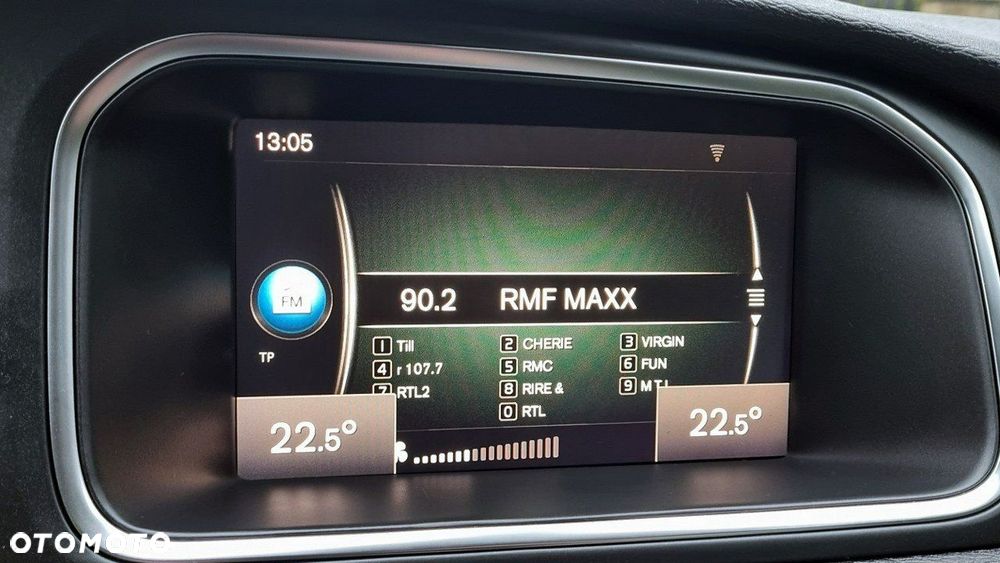 13:05
FM
90.2 RMF MAXX
TP
1 Till 2 CHERIE 3 VIRGIN
4 r 107.7 5 RMC 6 FUN
7 RTL2 8 RIRE & 9 M T I
0 RTL
22.5° 22.5°
OTOMOTO